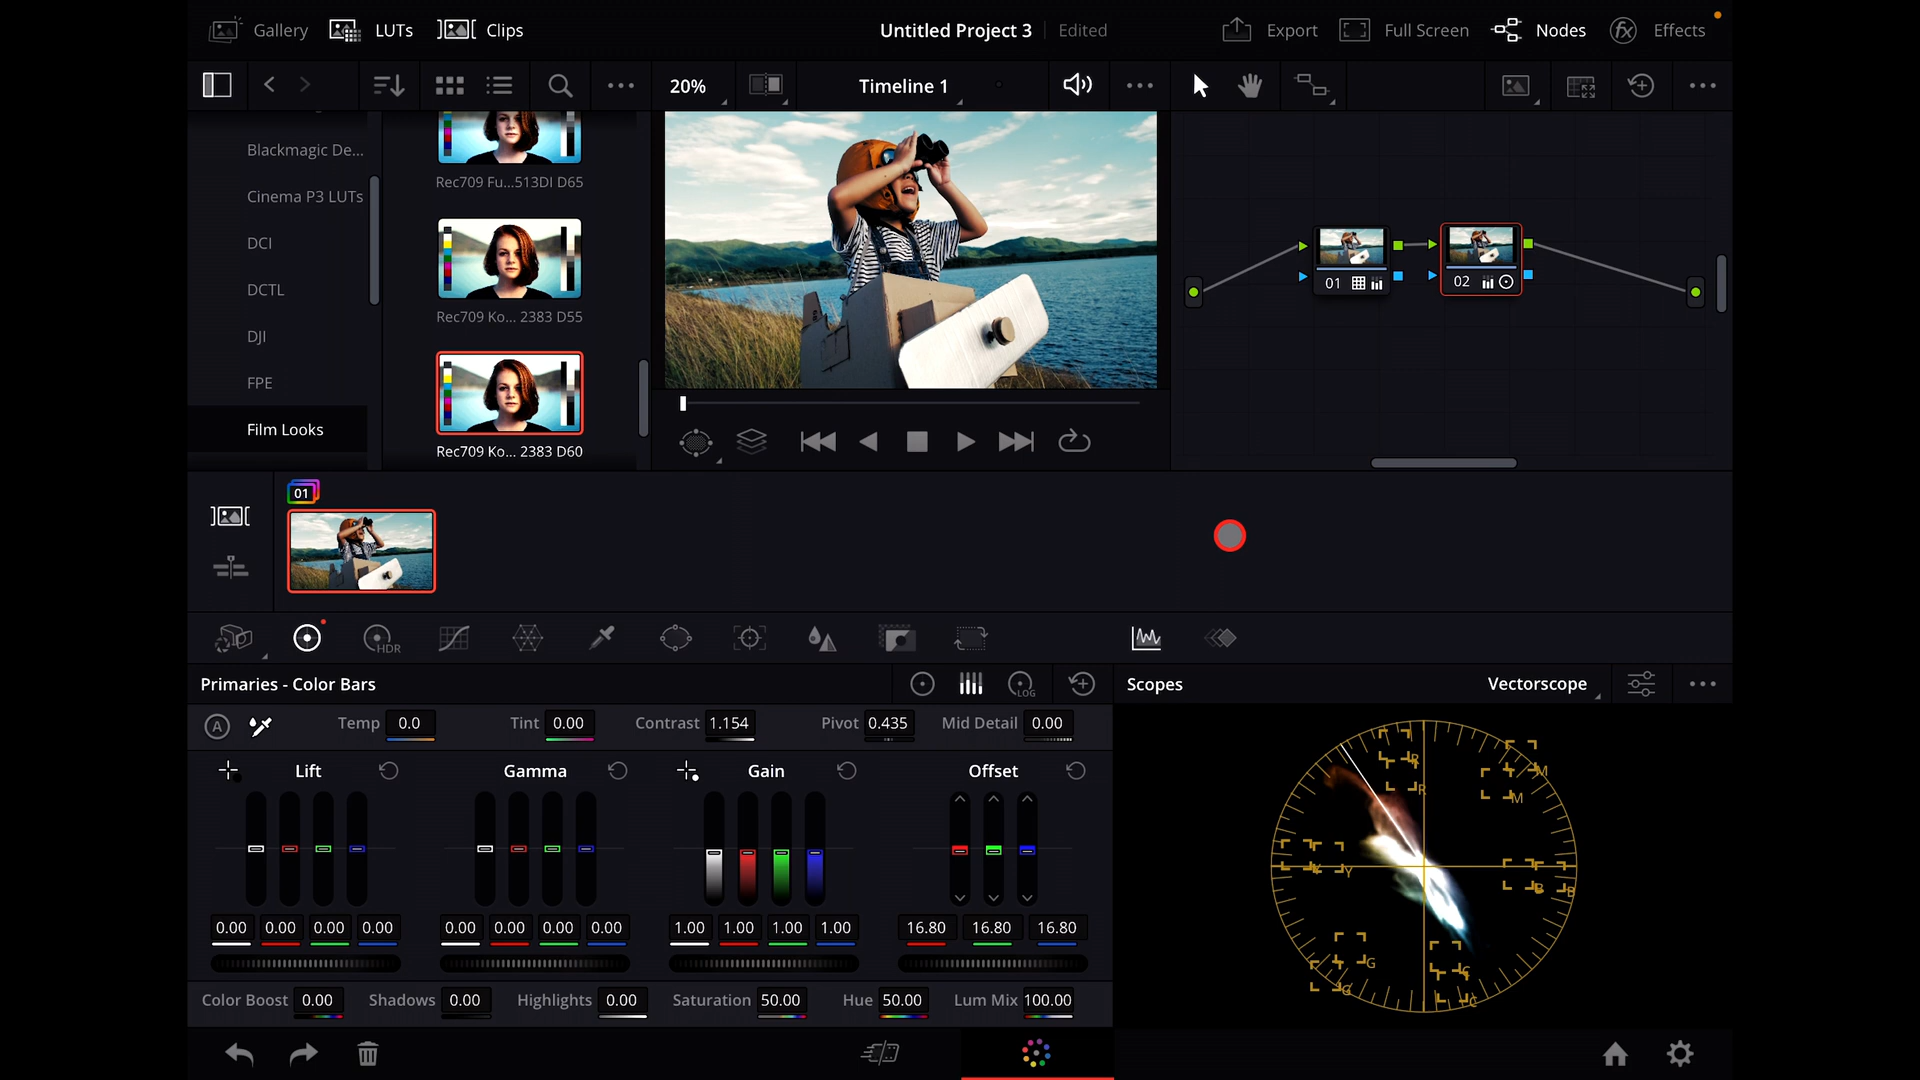 Gallery LUTs Clips Untitled Project 3 Edited Export Full Screen Nodes fx Effects
20% Timeline 1
Blackmagic De...
Cinema P3 LUTs
DCI
DCTL
DJI
FPE
Film Looks
Rec709 Fu...513DI D65
Rec709 Ko... 2383 D55
Rec709 Ko... 2383 D60
01
02
01
HDR
Primaries - Color Bars
LOG
Scopes
Vectorscope
A Temp 0.0 Tint 0.00 Contrast 1.154 Pivot 0.435 Mid Detail 0.00
Lift Gamma Gain Offset
0.00 0.00 0.00 0.00 0.00 0.00 0.00 0.00 1.00 1.00 1.00 1.00 16.80 16.80 16.80
Color Boost 0.00 Shadows 0.00 Highlights 0.00 Saturation 50.00 Hue 50.00 Lum Mix 100.00
R
R
M
M
Y
Y
B
B
G
G
C
C